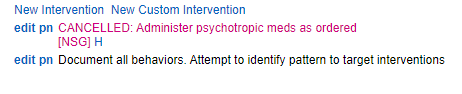 New Intervention New Custom Intervention
edit pn CANCELLED: Administer psychotropic meds as ordered
[NSG] H
edit pn Document all behaviors. Attempt to identify pattern to target interventions